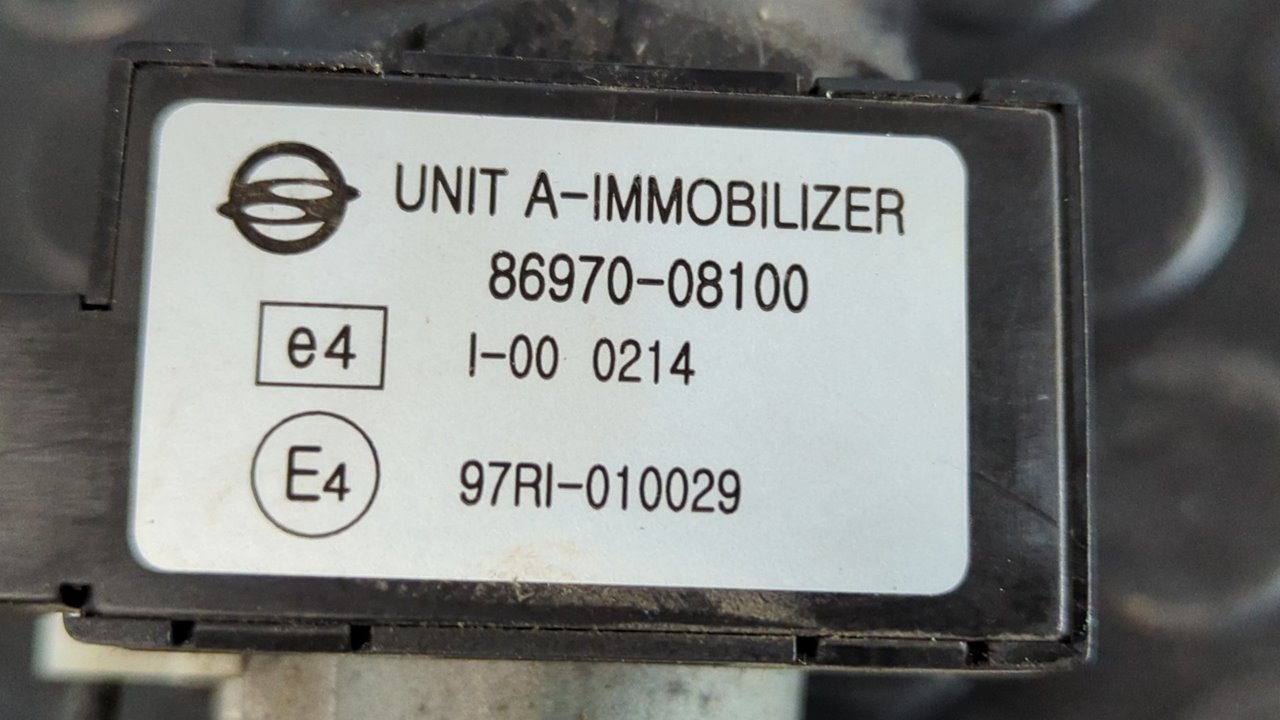 UNIT A-IMMOBILIZER
86970-08100
e4 I-00 0214
E4 97RI-010029